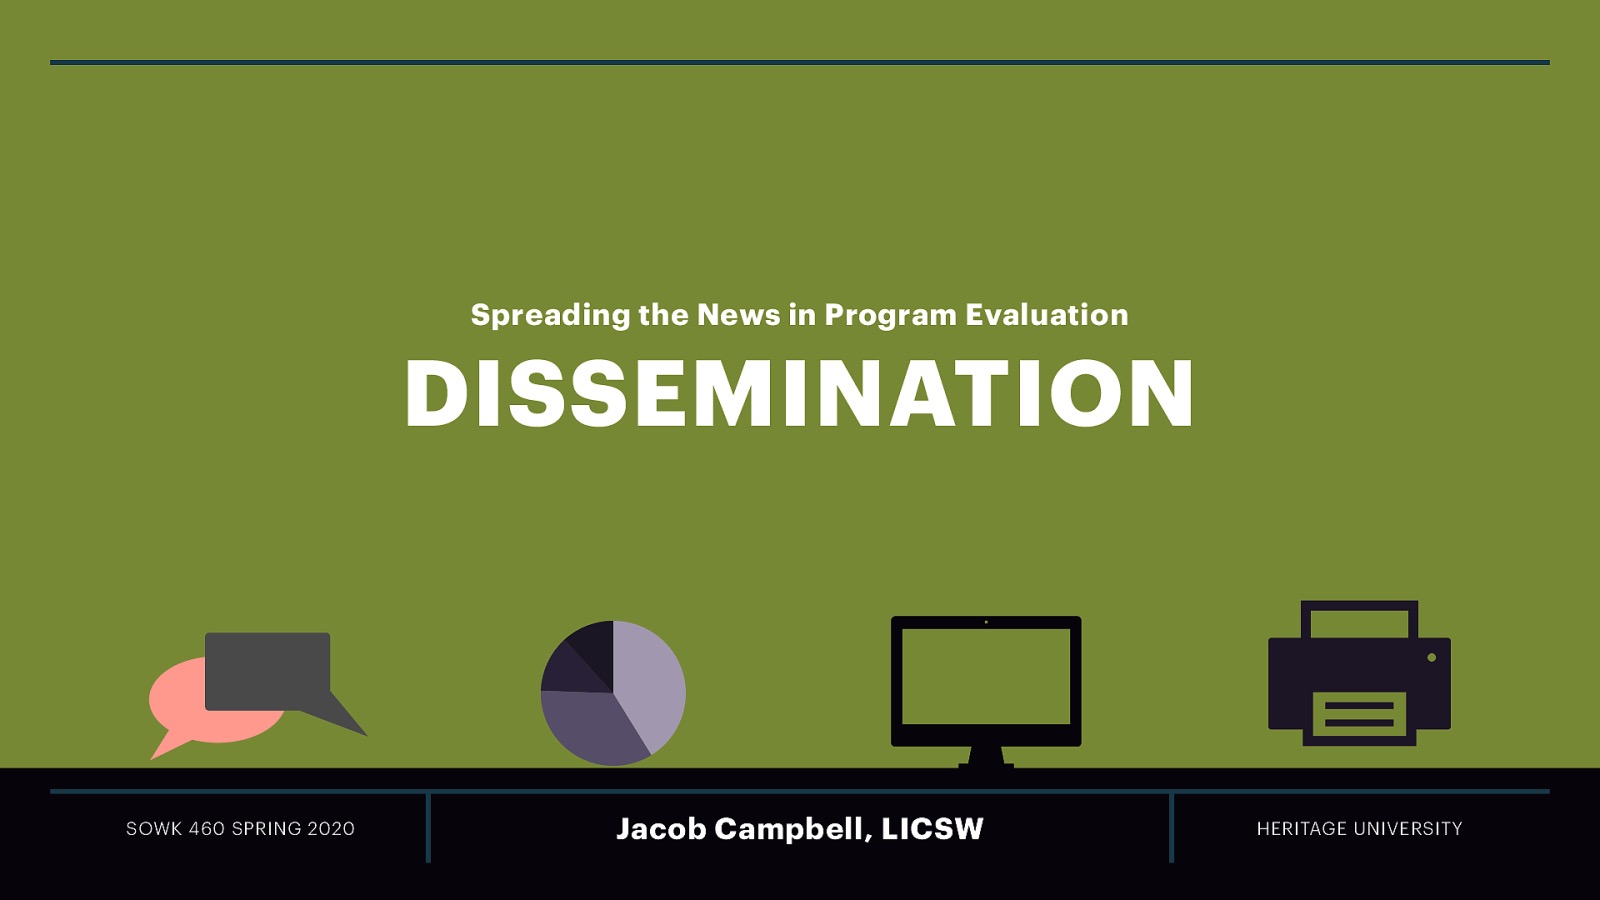 Spreading the News in Program Evaluation
DISSEMINATION
SOWK 460 SPRING 2020
Jacob Campbell, LICSW
HERITAGE UNIVERSITY